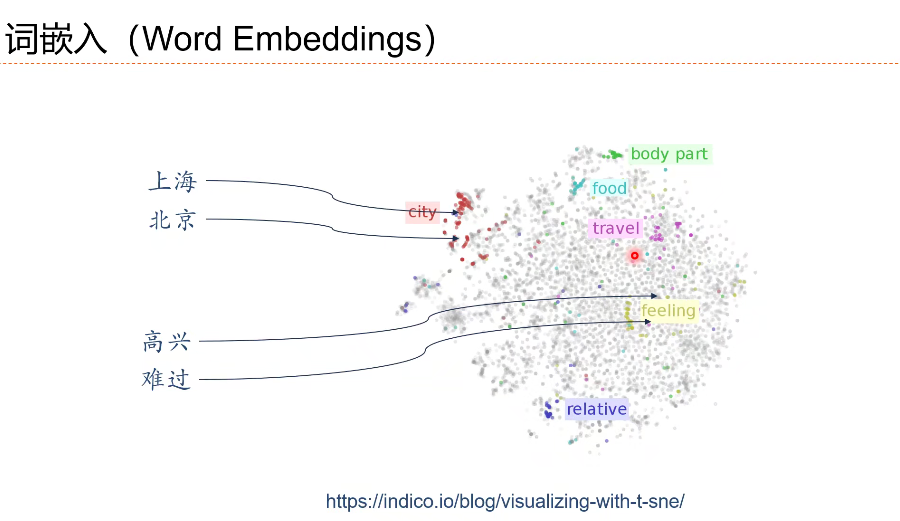 词嵌入（Word Embeddings）
body part
上海
food
city
北京
travel
feeling
高兴
难过
relative
https://indico.io/blog/visualizing-with-t-sne/